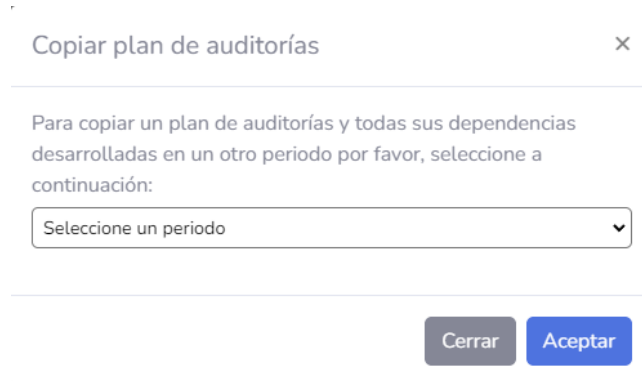 Copiar plan de auditorías
×
Para copiar un plan de auditorías y todas sus dependencias
desarrolladas en un otro periodo por favor, seleccione a
continuación:
Seleccione un periodo
Cerrar
Aceptar